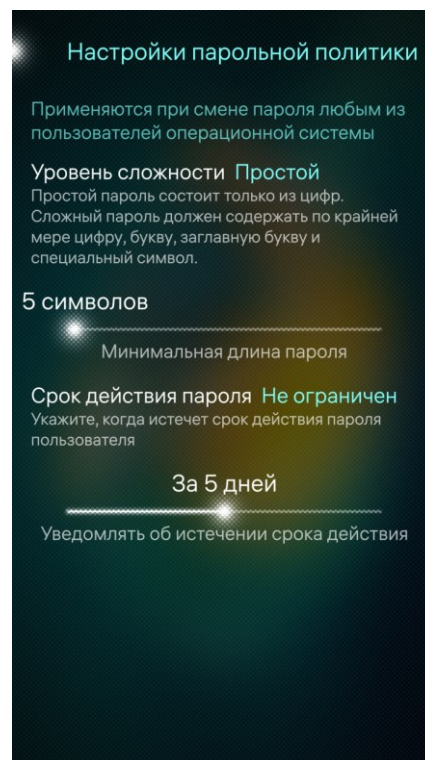 Настройки парольной политики
Применяются при смене пароля любым из
пользователей операционной системы
Уровень сложности Простой
Простой пароль состоит только из цифр.
Сложный пароль должен содержать по крайней
мере цифру, букву, заглавную букву и
специальный символ.
5 символов
Минимальная длина пароля
Срок действия пароля Не ограничен
Укажите, когда истечет срок действия пароля
пользователя
За 5 дней
Уведомлять об истечении срока действия